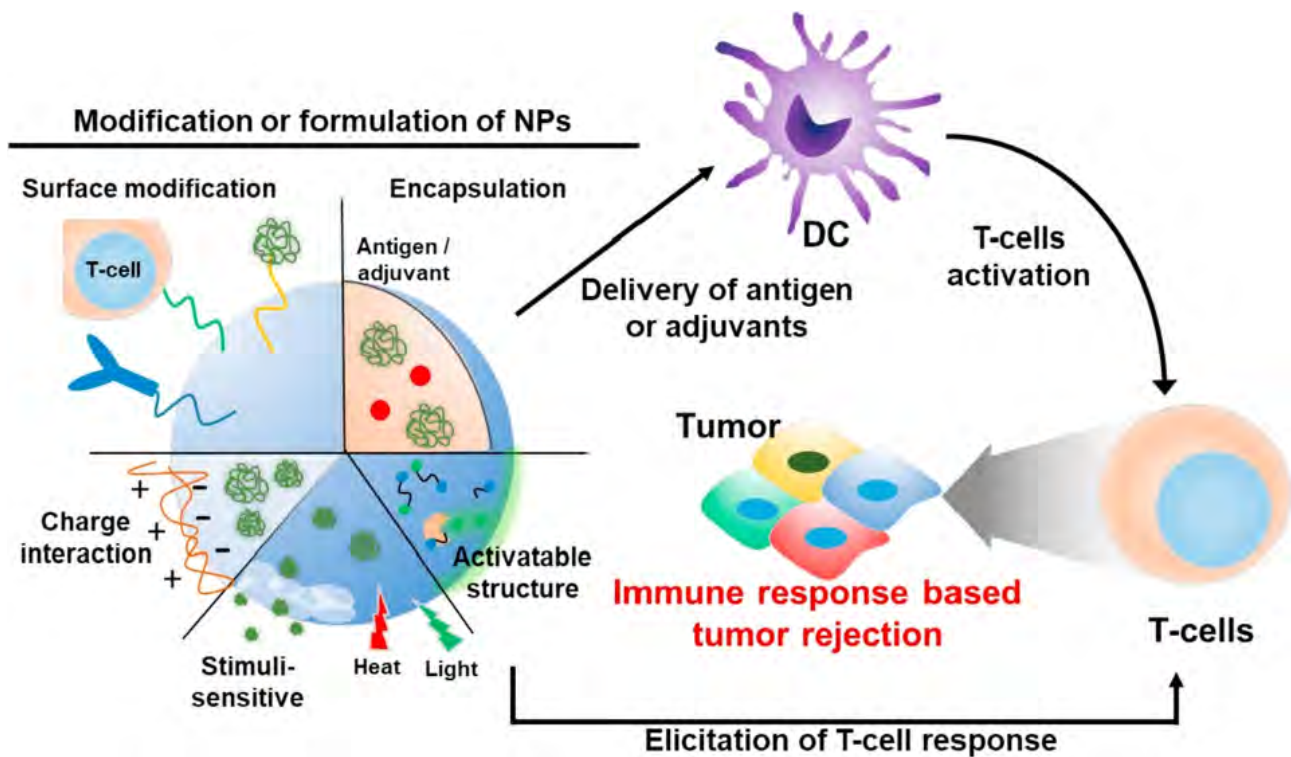 Modification or formulation of NPs
Surface modification
Encapsulation
T-cell
Antigen /
adjuvant
+
+
+
-
-
-
Charge
interaction
Activatable
structure
Stimuli-
sensitive
Heat
Light
DC
Delivery of antigen
or adjuvants
T-cells
activation
Tumor
Immune response based
tumor rejection
T-cells
Elicitation of T-cell response